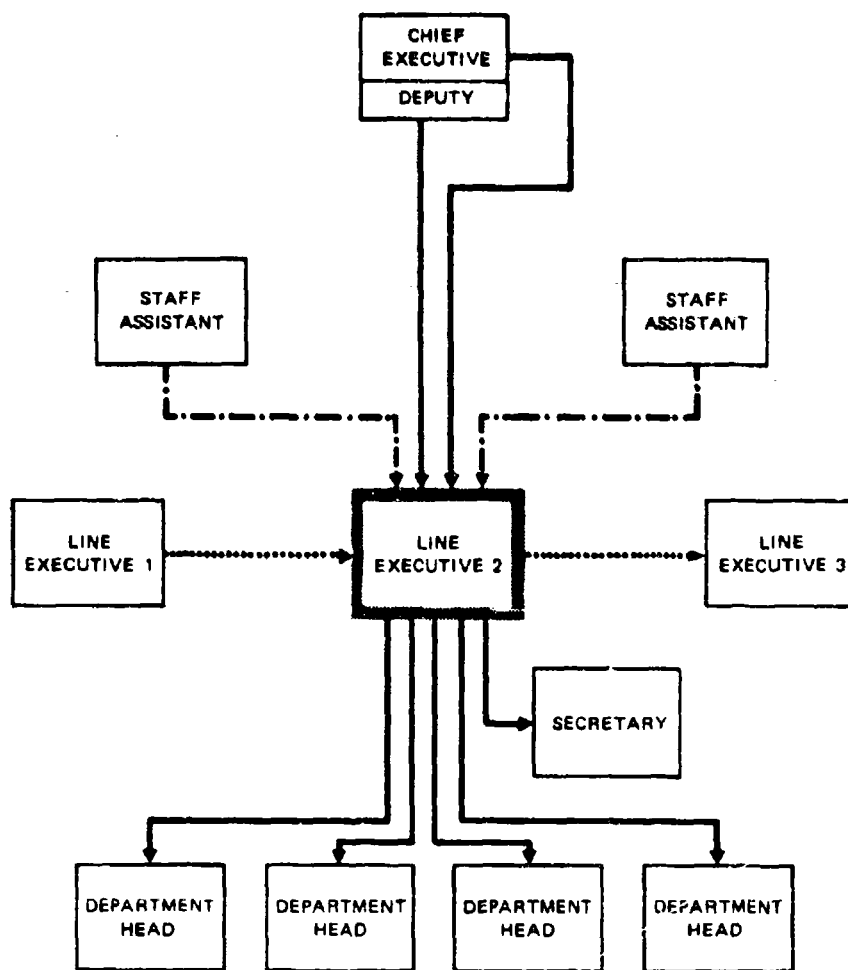 CHIEF
EXECUTIVE
DEPUTY
STAFF
ASSISTANT
STAFF
ASSISTANT
LINE
EXECUTIVE 1
LINE
EXECUTIVE 2
LINE
EXECUTIVE 3
SECRETARY
DEPARTMENT
HEAD
DEPARTMENT
HEAD
DEPARTMENT
HEAD
DEPARTMENT
HEAD